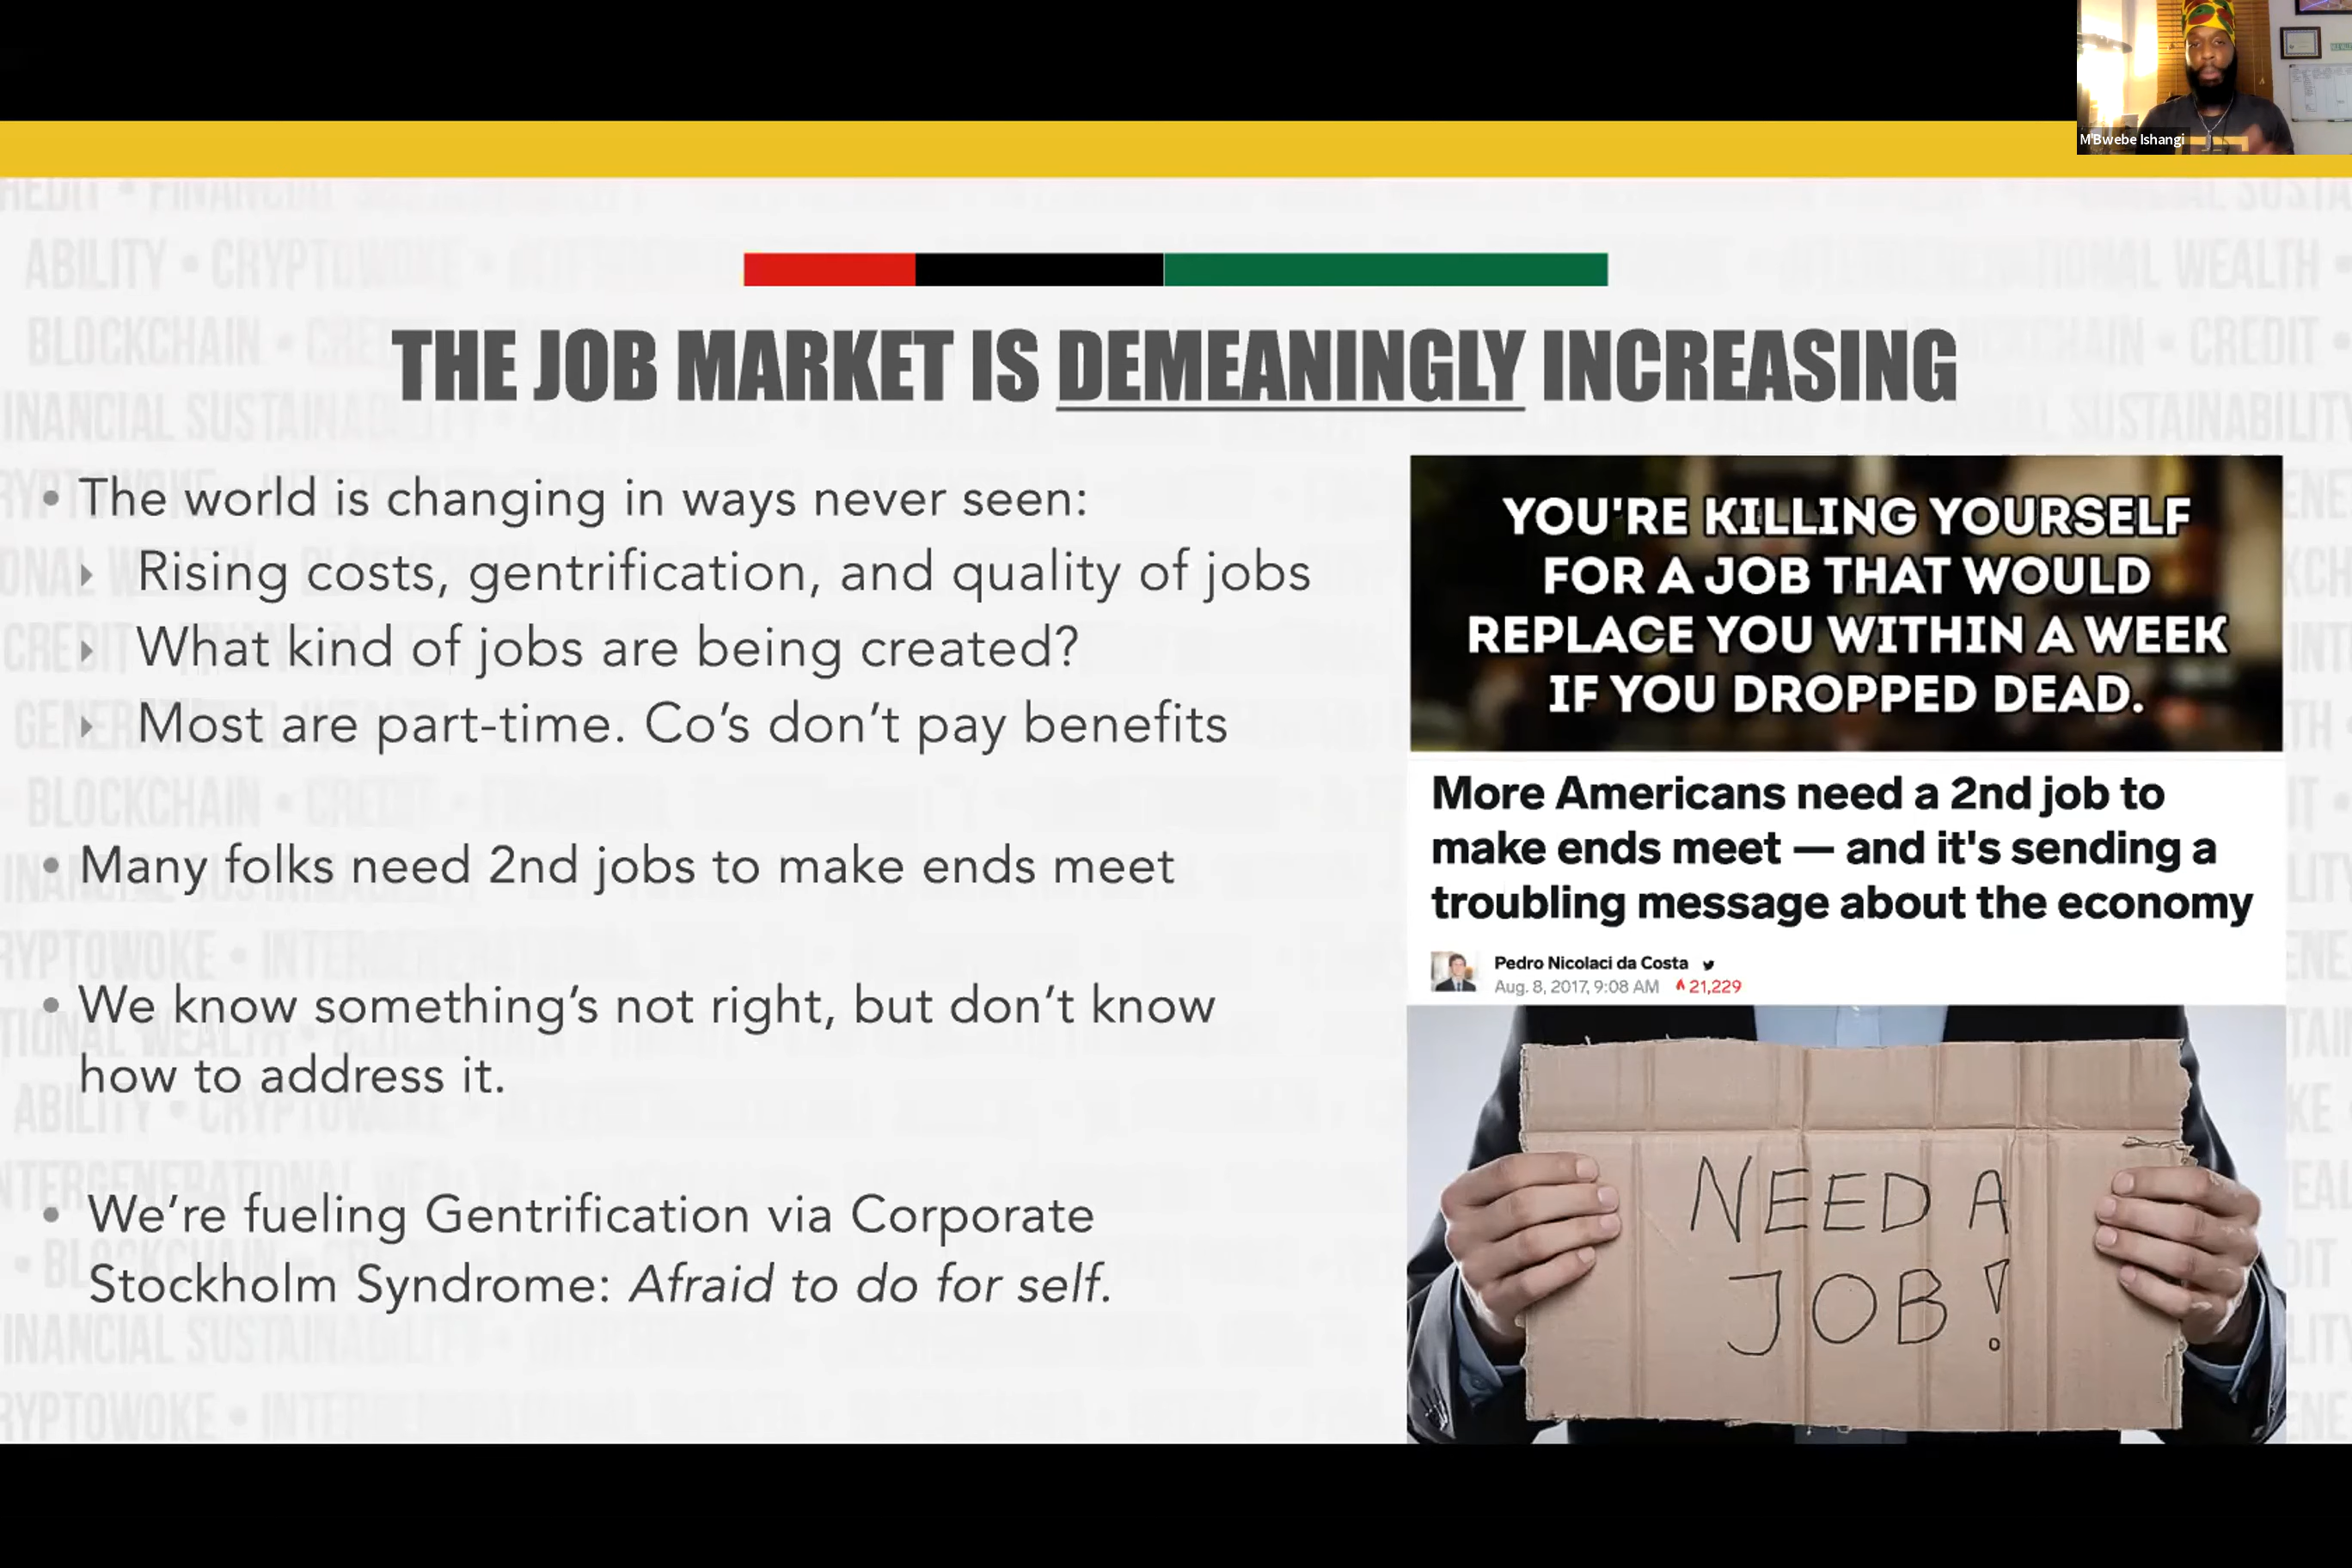 M'Bwebe Ishangi
THE JOB MARKET IS DEMEANINGLY INCREASING
• The world is changing in ways never seen:
▸ Rising costs, gentrification, and quality of jobs
▸ What kind of jobs are being created?
▸ Most are part-time. Co's don't pay benefits
• Many folks need 2nd jobs to make ends meet
• We know something's not right, but don't know
how to address it.
• We're fueling Gentrification via Corporate
Stockholm Syndrome: Afraid to do for self.
YOU'RE KILLING YOURSELF
FOR A JOB THAT WOULD
REPLACE YOU WITHIN A WEEK
IF YOU DROPPED DEAD.
More Americans need a 2nd job to
make ends meet — and it's sending a
troubling message about the economy
Pedro Nicolaci da Costa
Aug. 8, 2017, 9:08 AM 21,229
NEED A
JOB!